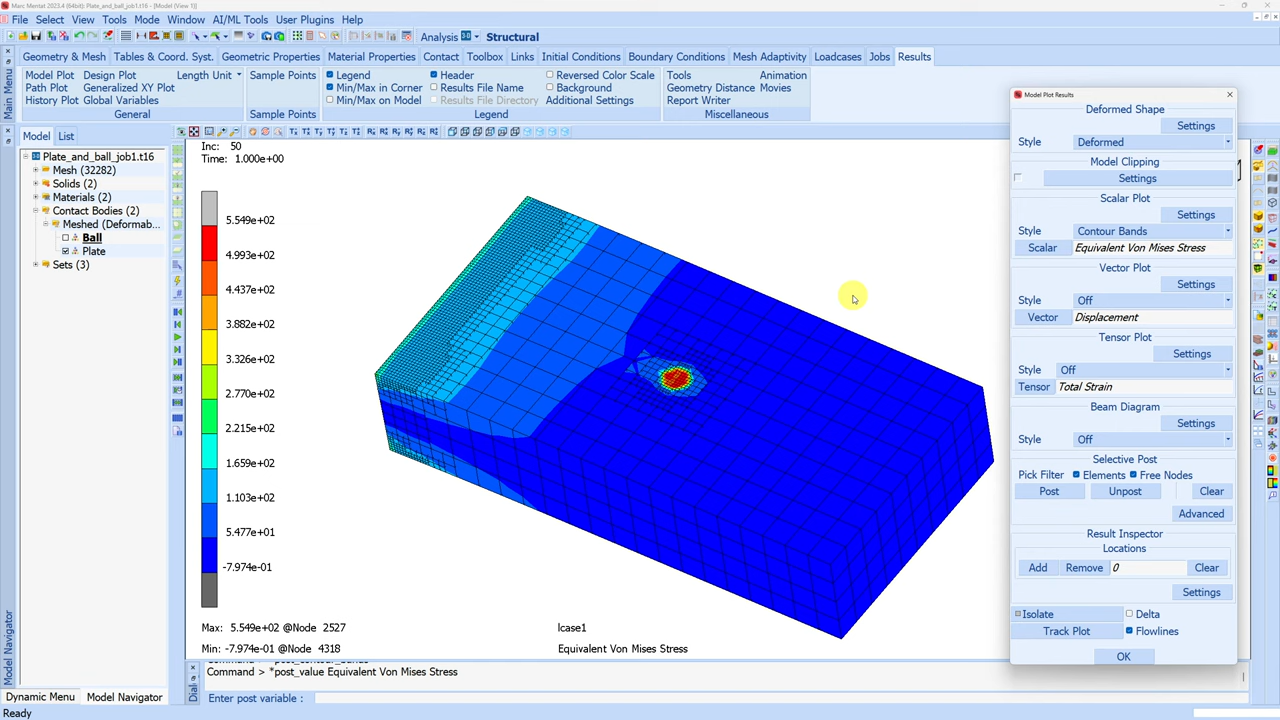 Marc Mentat 2023.4 (64bit): Plate_and_ball_job1.t16 - [Model (View 1)]
File Select View Tools Mode Window AI/ML Tools User Plugins Help
Analysis Structural
Geometry & Mesh Tables & Coord. Syst. Geometric Properties Material Properties Contact Toolbox Links Initial Conditions Boundary Conditions Mesh Adaptivity Loadcases Jobs Results
Main Menu
Model Plot Design Plot Length Unit
Path Plot Generalized XY Plot
History Plot Global Variables
General
Sample Points
Sample Points
Legend Header Reversed Color Scale
Min/Max in Corner Results File Name Background
Min/Max on Model Results File Directory Additional Settings
Legend
Tools Animation
Geometry Distance Movies
Report Writer
Miscellaneous
Model List
Plate_and_ball_job1.t16
Mesh (32282)
Solids (2)
Materials (2)
Contact Bodies (2)
Meshed (Deformab...
Ball
Plate
Sets (3)
Model Navigator
Dynamic Menu Model Navigator
Inc: 50
Time: 1.000e+00
5.549e+02
4.993e+02
4.437e+02
3.882e+02
3.326e+02
2.770e+02
2.215e+02
1.659e+02
1.103e+02
5.477e+01
-7.974e-01
Max: 5.549e+02 @Node 2527
Min: -7.974e-01 @Node 4318
lcase1
Equivalent Von Mises Stress
Model Plot Results
Deformed Shape
Settings
Style Deformed
Model Clipping
Settings
Scalar Plot
Settings
Style Contour Bands
Scalar Equivalent Von Mises Stress
Vector Plot
Settings
Style Off
Vector Displacement
Tensor Plot
Settings
Style Off
Tensor Total Strain
Beam Diagram
Settings
Style Off
Selective Post
Pick Filter Elements Free Nodes
Post Unpost Clear
Advanced
Result Inspector
Locations
Add Remove 0 Clear
Settings
Isolate Delta
Track Plot Flowlines
OK
Command > *post_value Equivalent Von Mises Stress
Enter post variable :
Ready